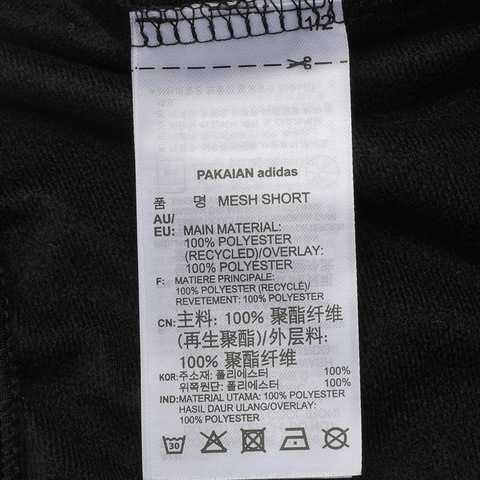 1/2
PAKAIAN adidas
품 명 MESH SHORT
AU/
EU: MAIN MATERIAL:
100% POLYESTER
(RECYCLED)/OVERLAY:
100% POLYESTER
F: MATIERE PRINCIPALE:
100% POLYESTER (RECYCLÉ)/
REVETEMENT: 100% POLYESTER
CN: 主料: 100% 聚酯纤维
(再生聚酯)/外层料:
100% 聚酯纤维
KOR: 주소재: 폴리에스터 100%
위쪽원단: 폴리에스터 100%
IND: MATERIAL UTAMA: 100% POLYESTER
HASIL DAUR ULANG/OVERLAY:
100% POLYESTER
30